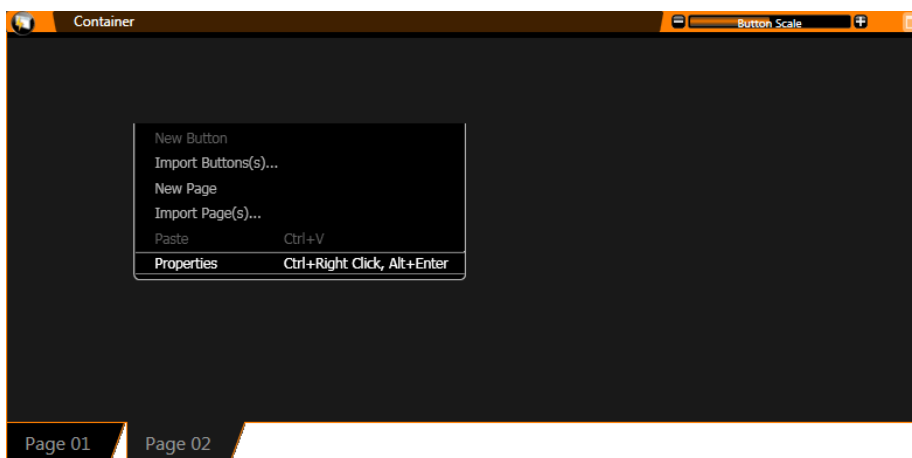 Container
Button Scale
New Button
Import Buttons(s)...
New Page
Import Page(s)...
Paste Ctrl+V
Properties Ctrl+Right Click, Alt+Enter
Page 01 Page 02